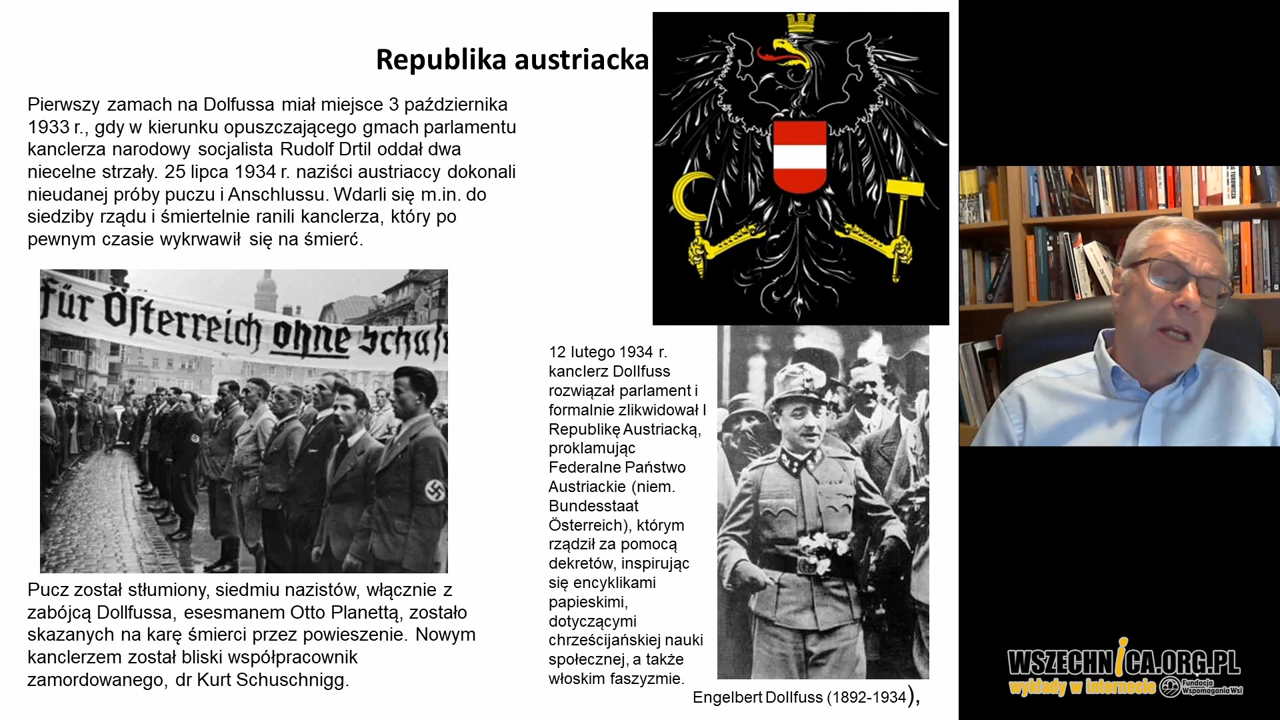 Republika austriacka
Pierwszy zamach na Dolfussa miał miejsce 3 października
1933 r., gdy w kierunku opuszczającego gmach parlamentu
kanclerza narodowy socjalista Rudolf Drtil oddał dwa
niecelne strzały. 25 lipca 1934 r. naziści austriaccy dokonali
nieudanej próby puczu i Anschlussu. Wdarli się m.in. do
siedziby rządu i śmiertelnie ranili kanclerza, który po
pewnym czasie wykrwawił się na śmierć.
für Österreich ohne
Pucz został stłumiony, siedmiu nazistów, włącznie z
zabójcą Dollfussa, esesmanem Otto Planettą, zostało
skazanych na karę śmierci przez powieszenie. Nowym
kanclerzem został bliski współpracownik
zamordowanego, dr Kurt Schuschnigg.
12 lutego 1934 r.
kanclerz Dollfuss
rozwiązał parlament i
formalnie zlikwidował I
Republikę Austriacką,
proklamując
Federalne Państwo
Austriackie (niem.
Bundesstaat
Österreich), którym
rządził za pomocą
dekretów, inspirując
się encyklikami
papieskimi,
dotyczącymi
chrześcijańskiej nauki
społecznej, a także
włoskim faszyzmie.
Engelbert Dollfuss (1892-1934),
WSZECHNICA.ORG.PL
wykłady w internecie
Fundacja
Wspomagania Wsi